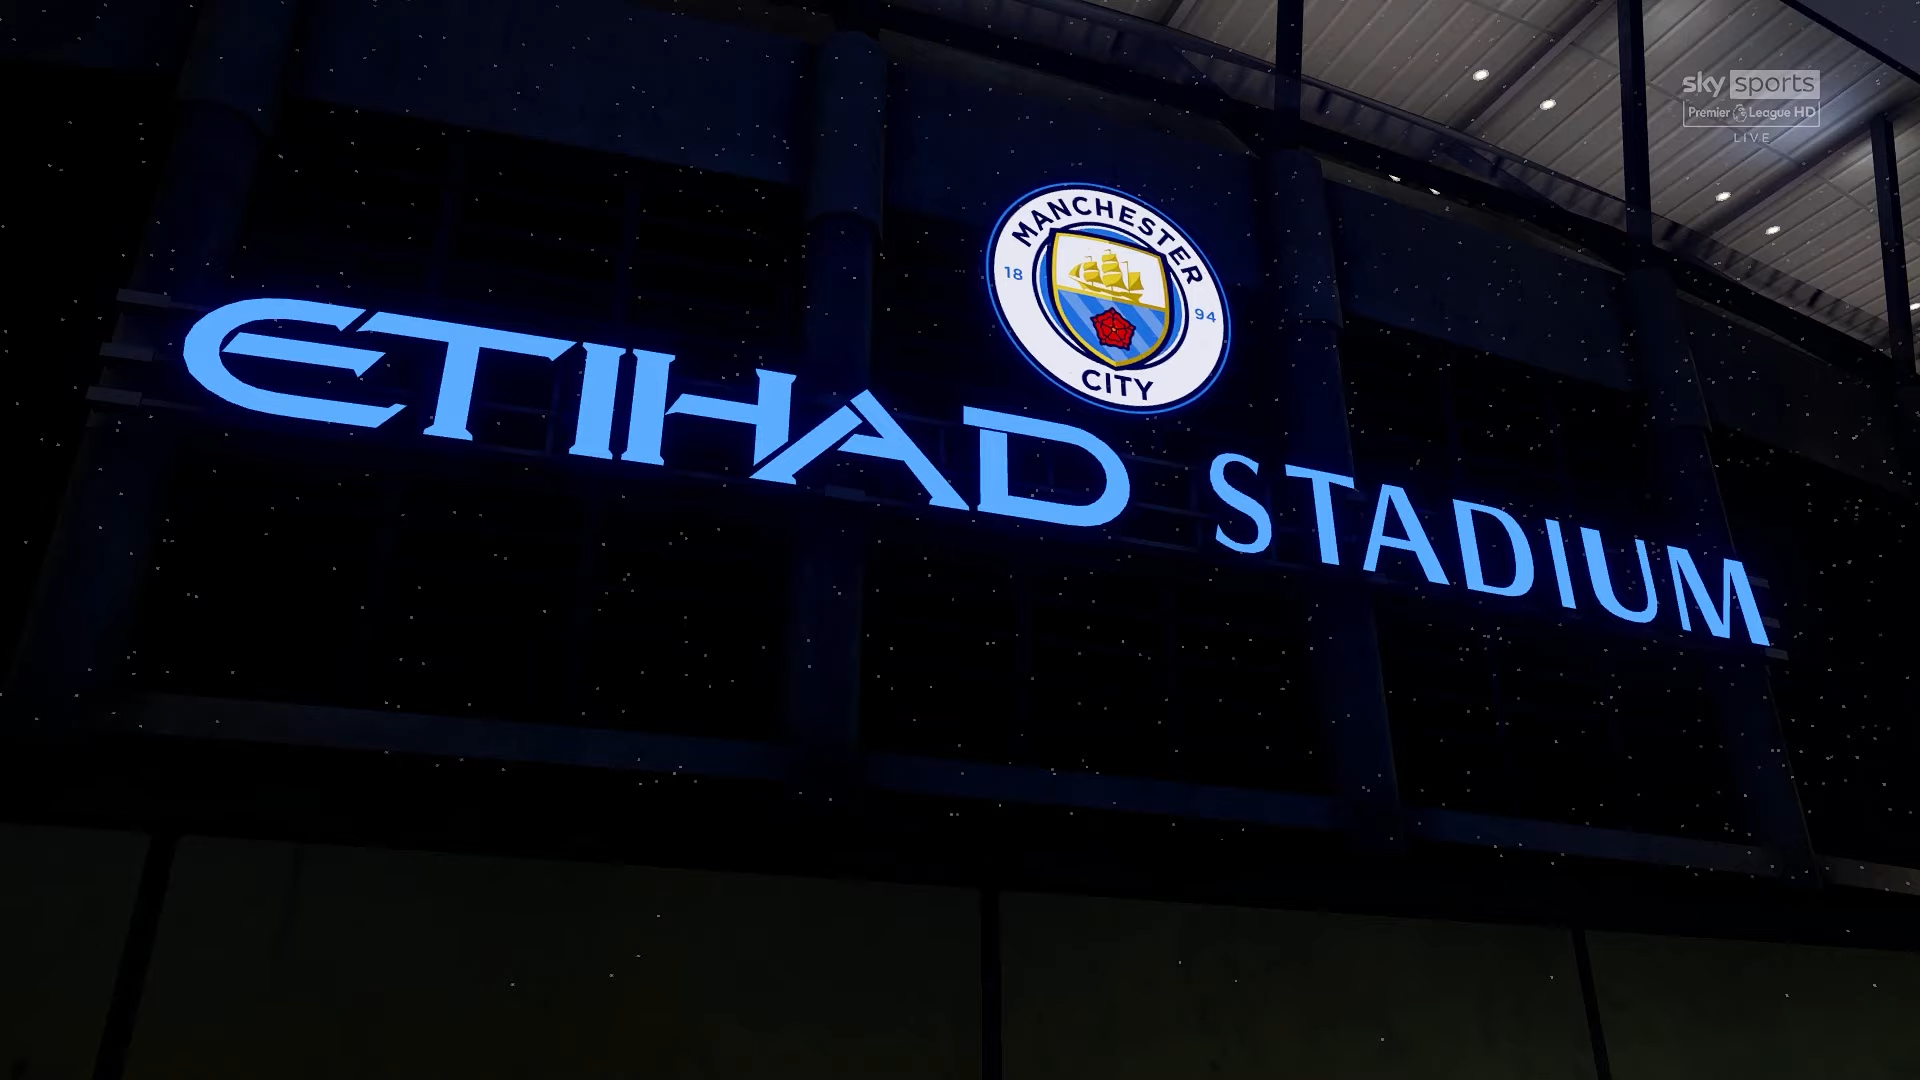 sky sports
Premier League HD
LIVE
MANCHESTER
18 94
CITY
ETIHAD STADIUM